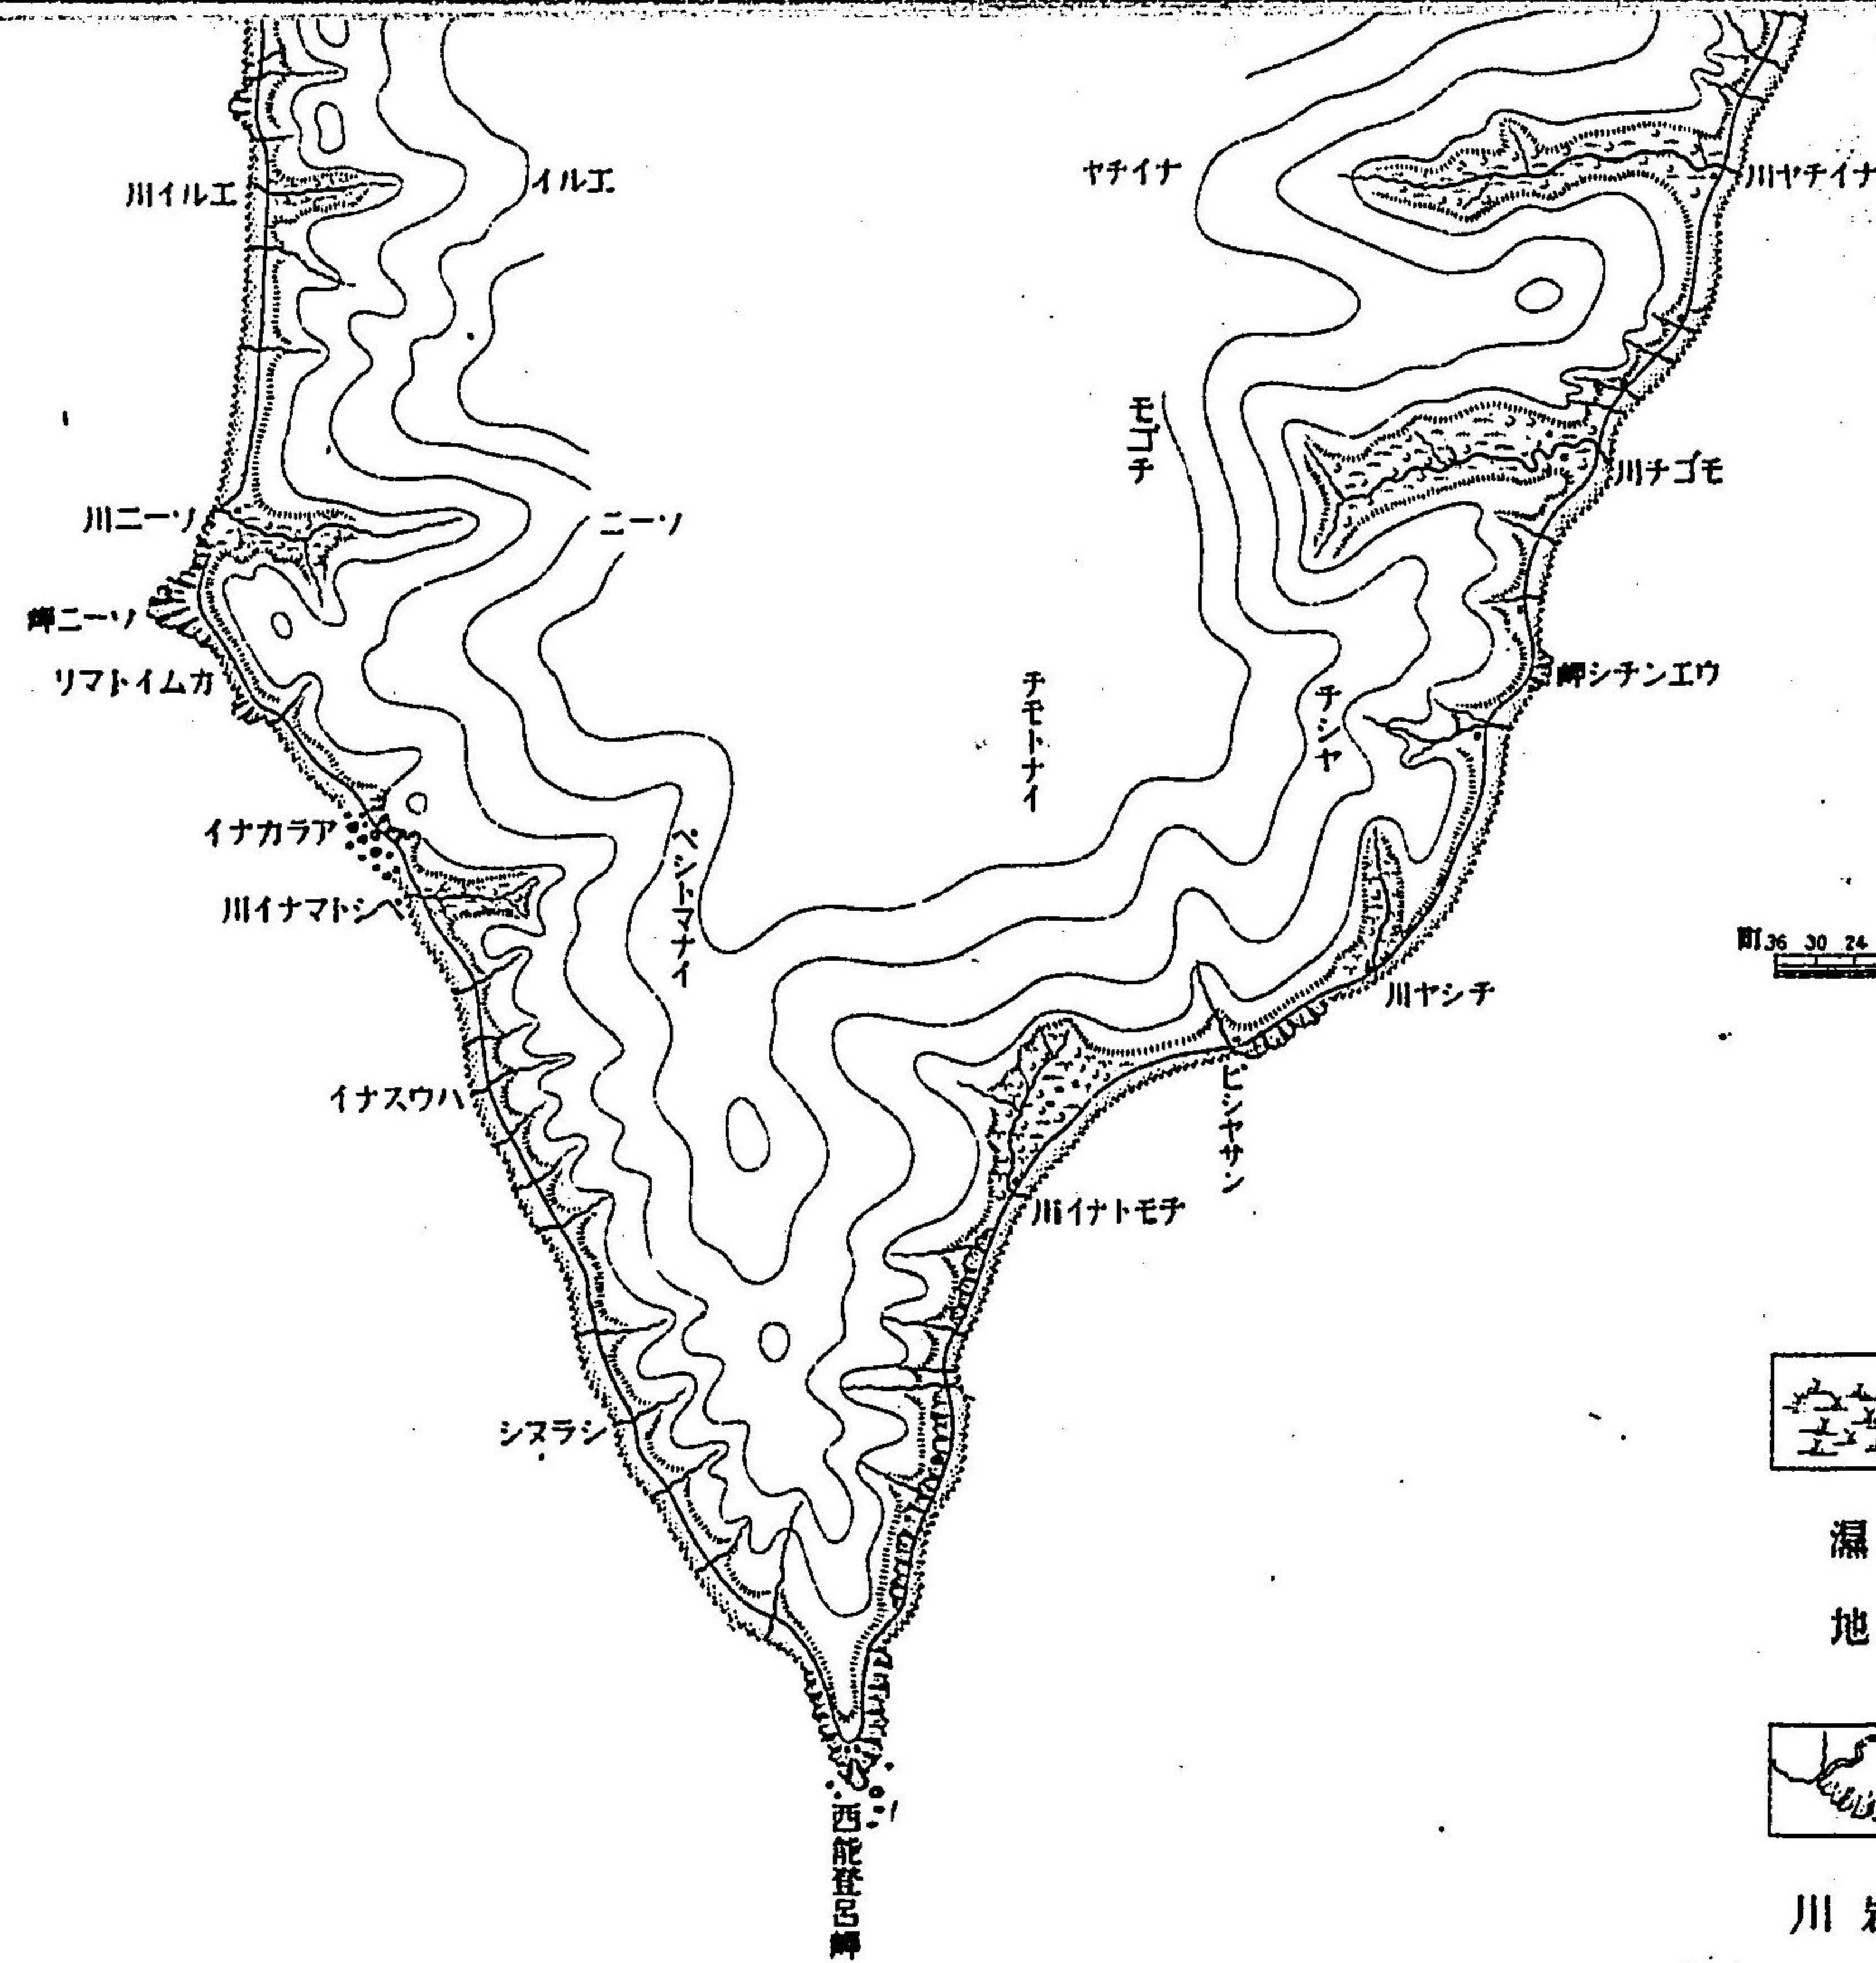 エルイ川
エルイ
ナイチヤ
ナイチヤ川
モゴチ
モゴチ川
ソーニ川
ソーニ
ソーニ岬
カムイトマリ
ウエンチシ岬
チモトナイ
チシヤ
アラカナイ
ペシトマナイ
ペシトマナイ川
町 36 30 24
チシヤ川
ピシヤサン
ハウスナイ
チモトナイ川
シラヌシ
濕地
西能登呂岬
川